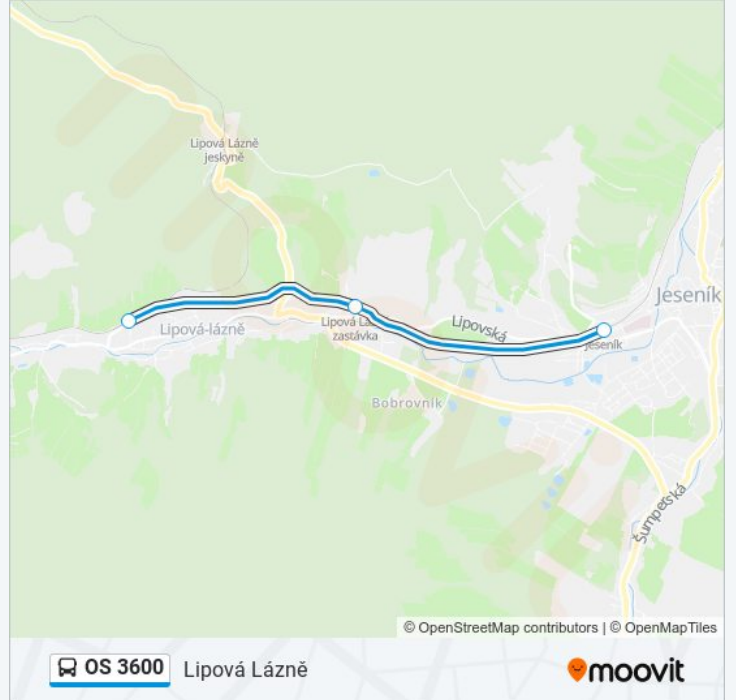 Lipová Lázně
jeskyně
Jeseník
Lipovská
Lipová-lázně
Lipová Lá
zastávka
jeseník
Bobrovník
Šumperská
© OpenStreetMap contributors | © OpenMapTiles
OS 3600
Lipová Lázně
moovit